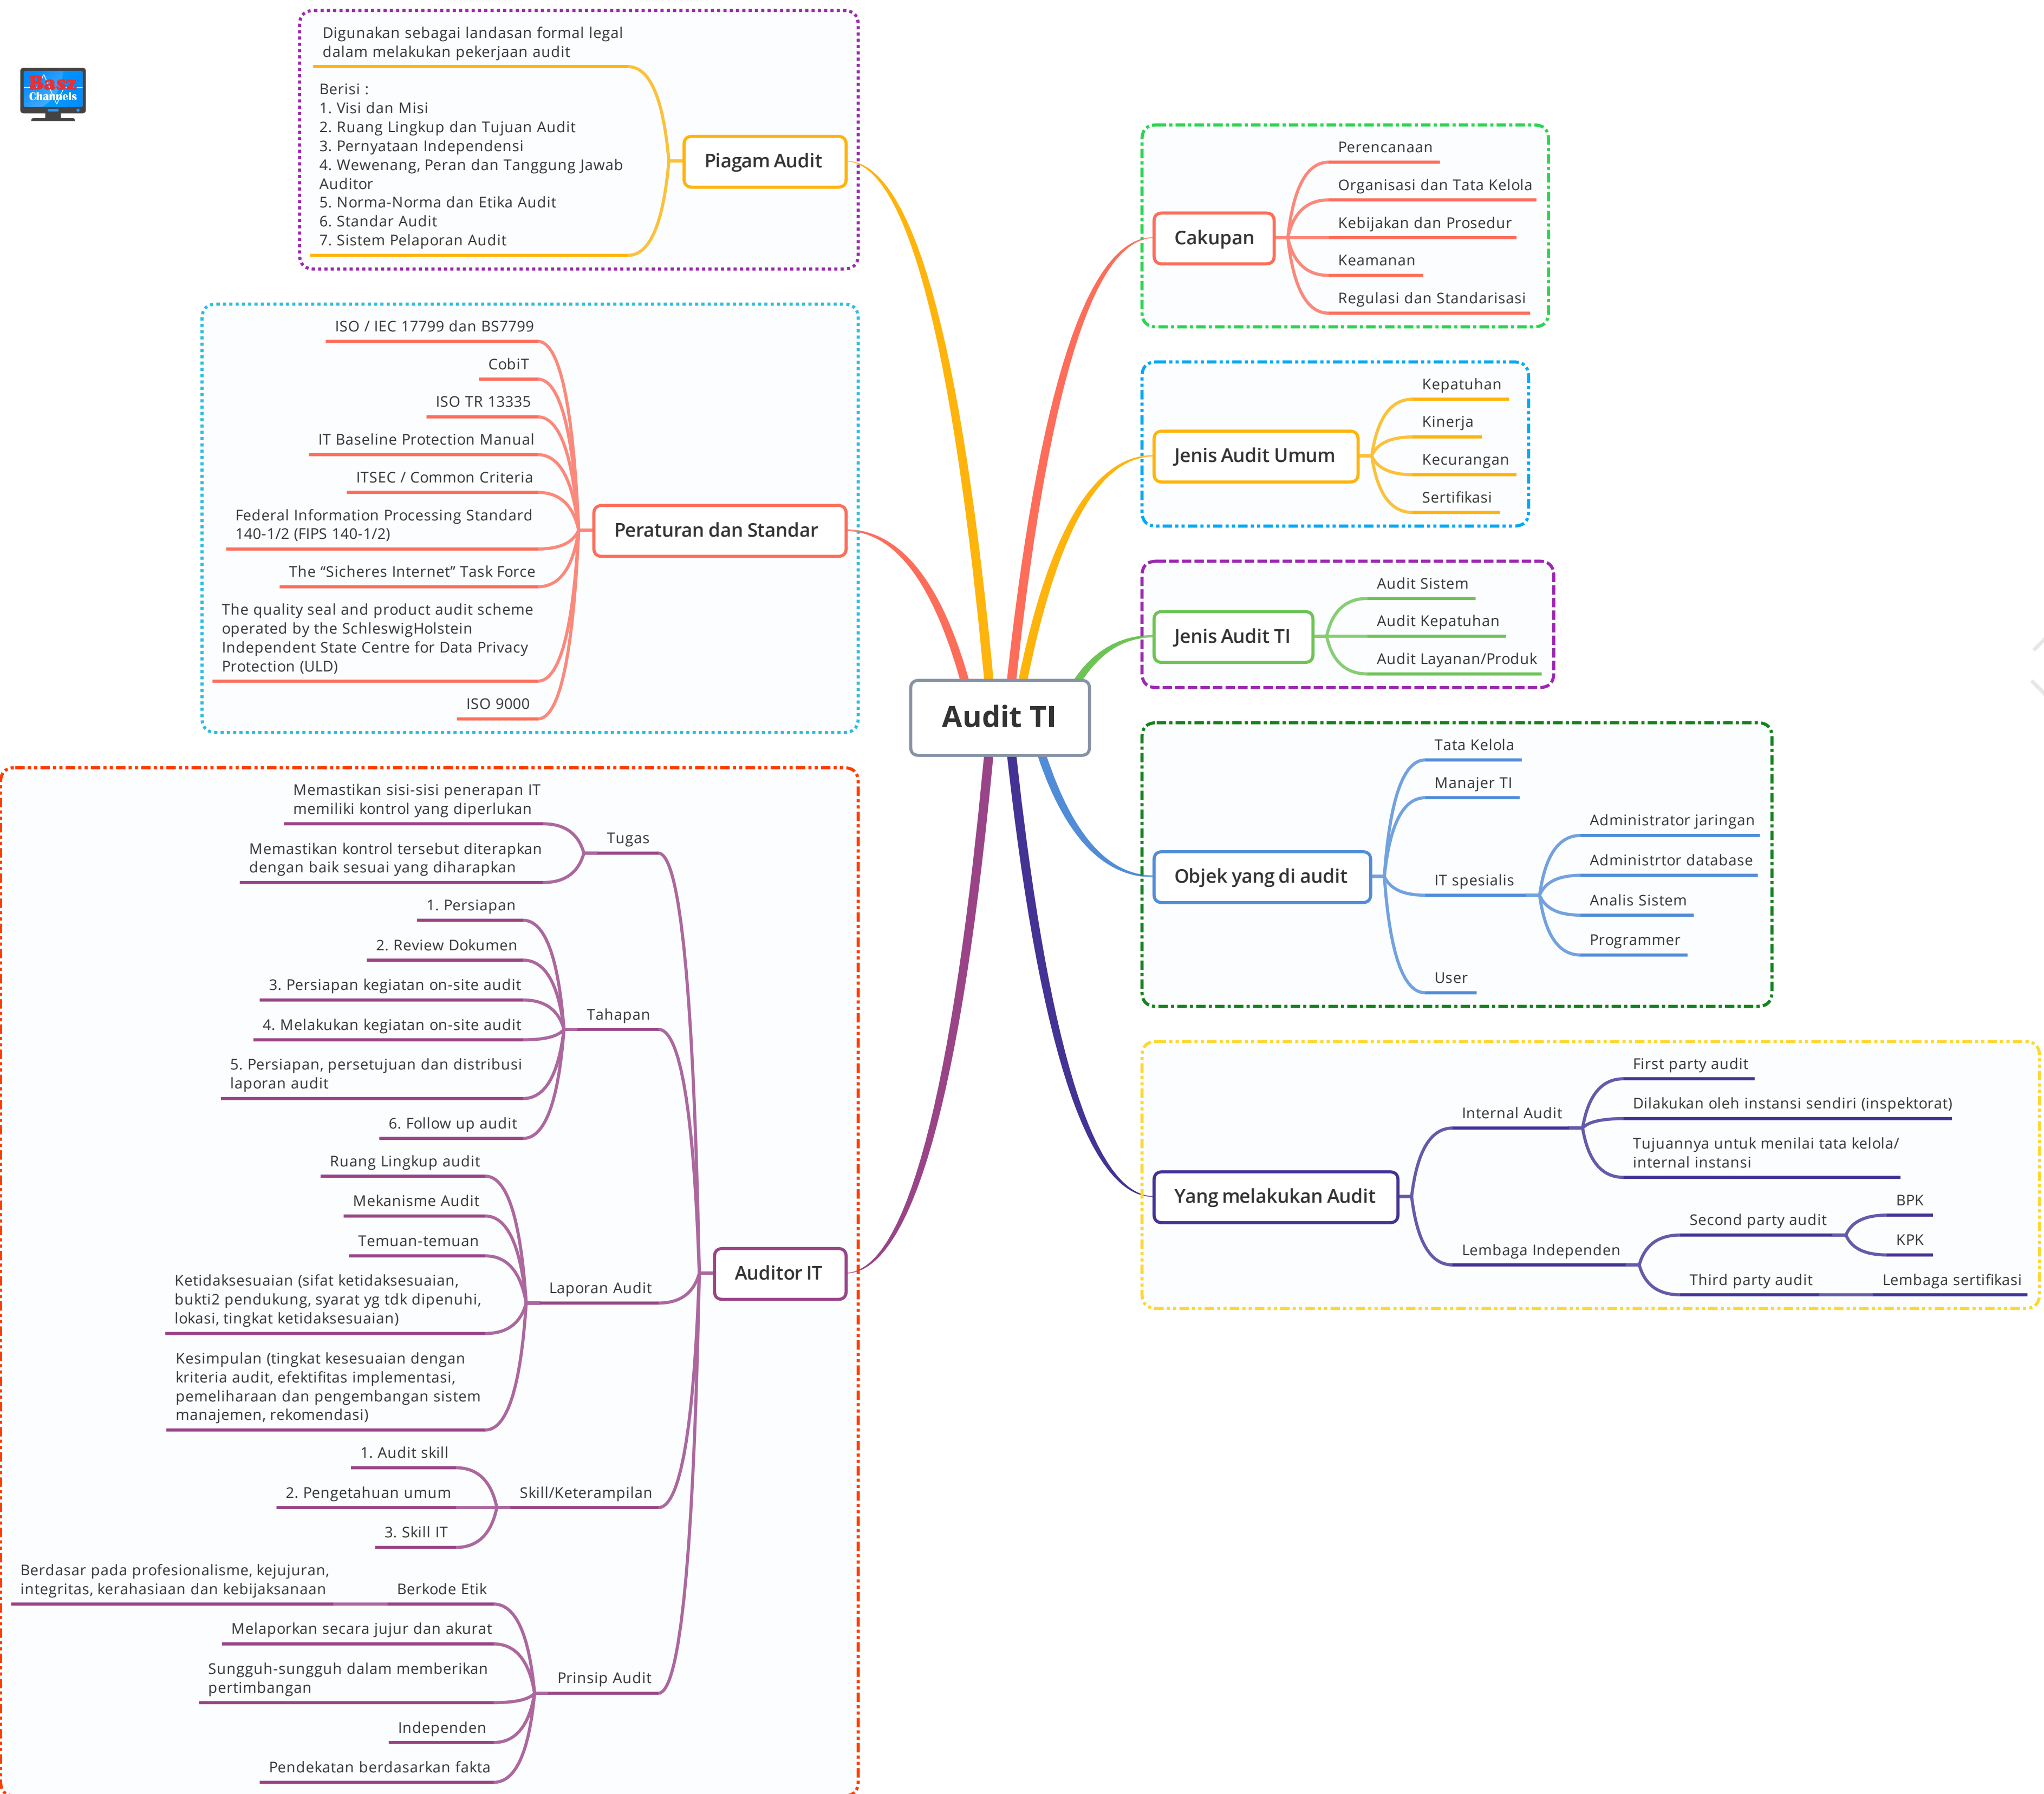 Basz
Channels
Digunakan sebagai landasan formal legal
dalam melakukan pekerjaan audit
Berisi :
1. Visi dan Misi
2. Ruang Lingkup dan Tujuan Audit
3. Pernyataan Independensi
4. Wewenang, Peran dan Tanggung Jawab
Auditor
5. Norma-Norma dan Etika Audit
6. Standar Audit
7. Sistem Pelaporan Audit
Piagam Audit
ISO / IEC 17799 dan BS7799
CobiT
ISO TR 13335
IT Baseline Protection Manual
ITSEC / Common Criteria
Federal Information Processing Standard
140-1/2 (FIPS 140-1/2)
The “Sicheres Internet” Task Force
The quality seal and product audit scheme
operated by the SchleswigHolstein
Independent State Centre for Data Privacy
Protection (ULD)
ISO 9000
Peraturan dan Standar
Memastikan sisi-sisi penerapan IT
memiliki kontrol yang diperlukan
Memastikan kontrol tersebut diterapkan
dengan baik sesuai yang diharapkan
Tugas
1. Persiapan
2. Review Dokumen
3. Persiapan kegiatan on-site audit
4. Melakukan kegiatan on-site audit
5. Persiapan, persetujuan dan distribusi
laporan audit
6. Follow up audit
Tahapan
Ruang Lingkup audit
Mekanisme Audit
Temuan-temuan
Ketidaksesuaian (sifat ketidaksesuaian,
bukti2 pendukung, syarat yg tdk dipenuhi,
lokasi, tingkat ketidaksesuaian)
Kesimpulan (tingkat kesesuaian dengan
kriteria audit, efektifitas implementasi,
pemeliharaan dan pengembangan sistem
manajemen, rekomendasi)
Laporan Audit
1. Audit skill
2. Pengetahuan umum
3. Skill IT
Skill/Keterampilan
Berdasar pada profesionalisme, kejujuran,
integritas, kerahasiaan dan kebijaksanaan
Berkode Etik
Melaporkan secara jujur dan akurat
Sungguh-sungguh dalam memberikan
pertimbangan
Independen
Pendekatan berdasarkan fakta
Prinsip Audit
Auditor IT
Audit TI
Cakupan
Perencanaan
Organisasi dan Tata Kelola
Kebijakan dan Prosedur
Keamanan
Regulasi dan Standarisasi
Jenis Audit Umum
Kepatuhan
Kinerja
Kecurangan
Sertifikasi
Jenis Audit TI
Audit Sistem
Audit Kepatuhan
Audit Layanan/Produk
Objek yang di audit
Tata Kelola
Manajer TI
IT spesialis
Administrator jaringan
Administrtor database
Analis Sistem
Programmer
User
Yang melakukan Audit
Internal Audit
First party audit
Dilakukan oleh instansi sendiri (inspektorat)
Tujuannya untuk menilai tata kelola/
internal instansi
Lembaga Independen
Second party audit
BPK
KPK
Third party audit
Lembaga sertifikasi